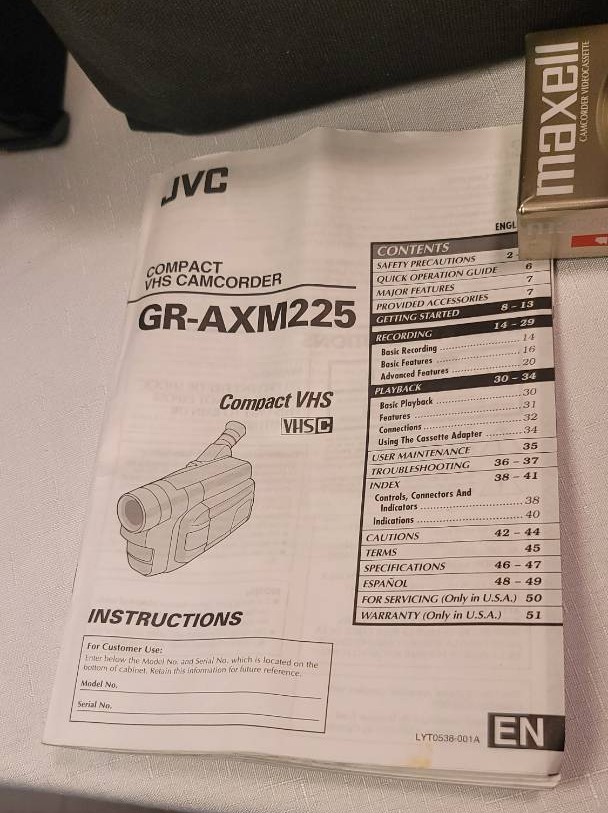 JVC
COMPACT
VHS CAMCORDER
GR-AXM225
Compact VHS
VHS C
INSTRUCTIONS
For Customer Use:
Enter below the Model No. and Serial No. which is located on the
bottom of cabinet. Retain this information for future reference.
Model No.
Serial No.
ENGL
CONTENTS
SAFETY PRECAUTIONS 2 -
QUICK OPERATION GUIDE 6
MAJOR FEATURES 7
PROVIDED ACCESSORIES 7
GETTING STARTED 8 – 13
RECORDING 14 – 29
Basic Recording 14
Basic Features 16
Advanced Features 20
PLAYBACK 30 – 34
Basic Playback 30
Features 31
Connections 32
Using The Cassette Adapter 34
USER MAINTENANCE 35
TROUBLESHOOTING 36 – 37
INDEX 38 – 41
Controls, Connectors And
Indicators 38
Indications 40
CAUTIONS 42 – 44
TERMS 45
SPECIFICATIONS 46 – 47
ESPAÑOL 48 – 49
FOR SERVICING (Only in U.S.A.) 50
WARRANTY (Only in U.S.A.) 51
LYT0538-001A
EN
maxell
CAMCORDER VIDEOCASSETTE